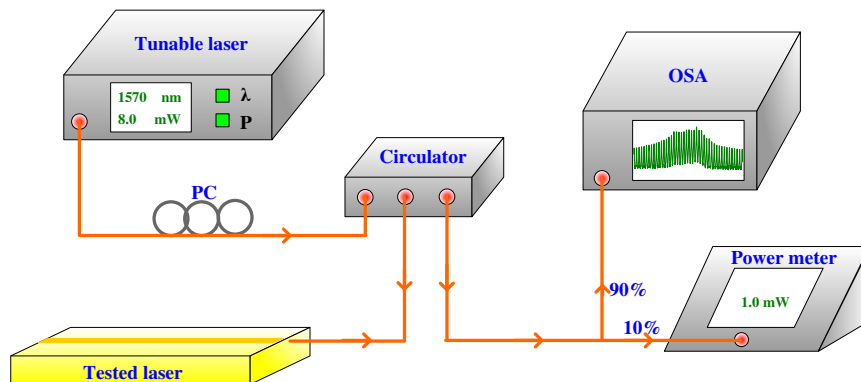 Tunable laser
1570 nm
8.0 mW
λ
P
OSA
Circulator
PC
Power meter
1.0 mW
90%
10%
Tested laser